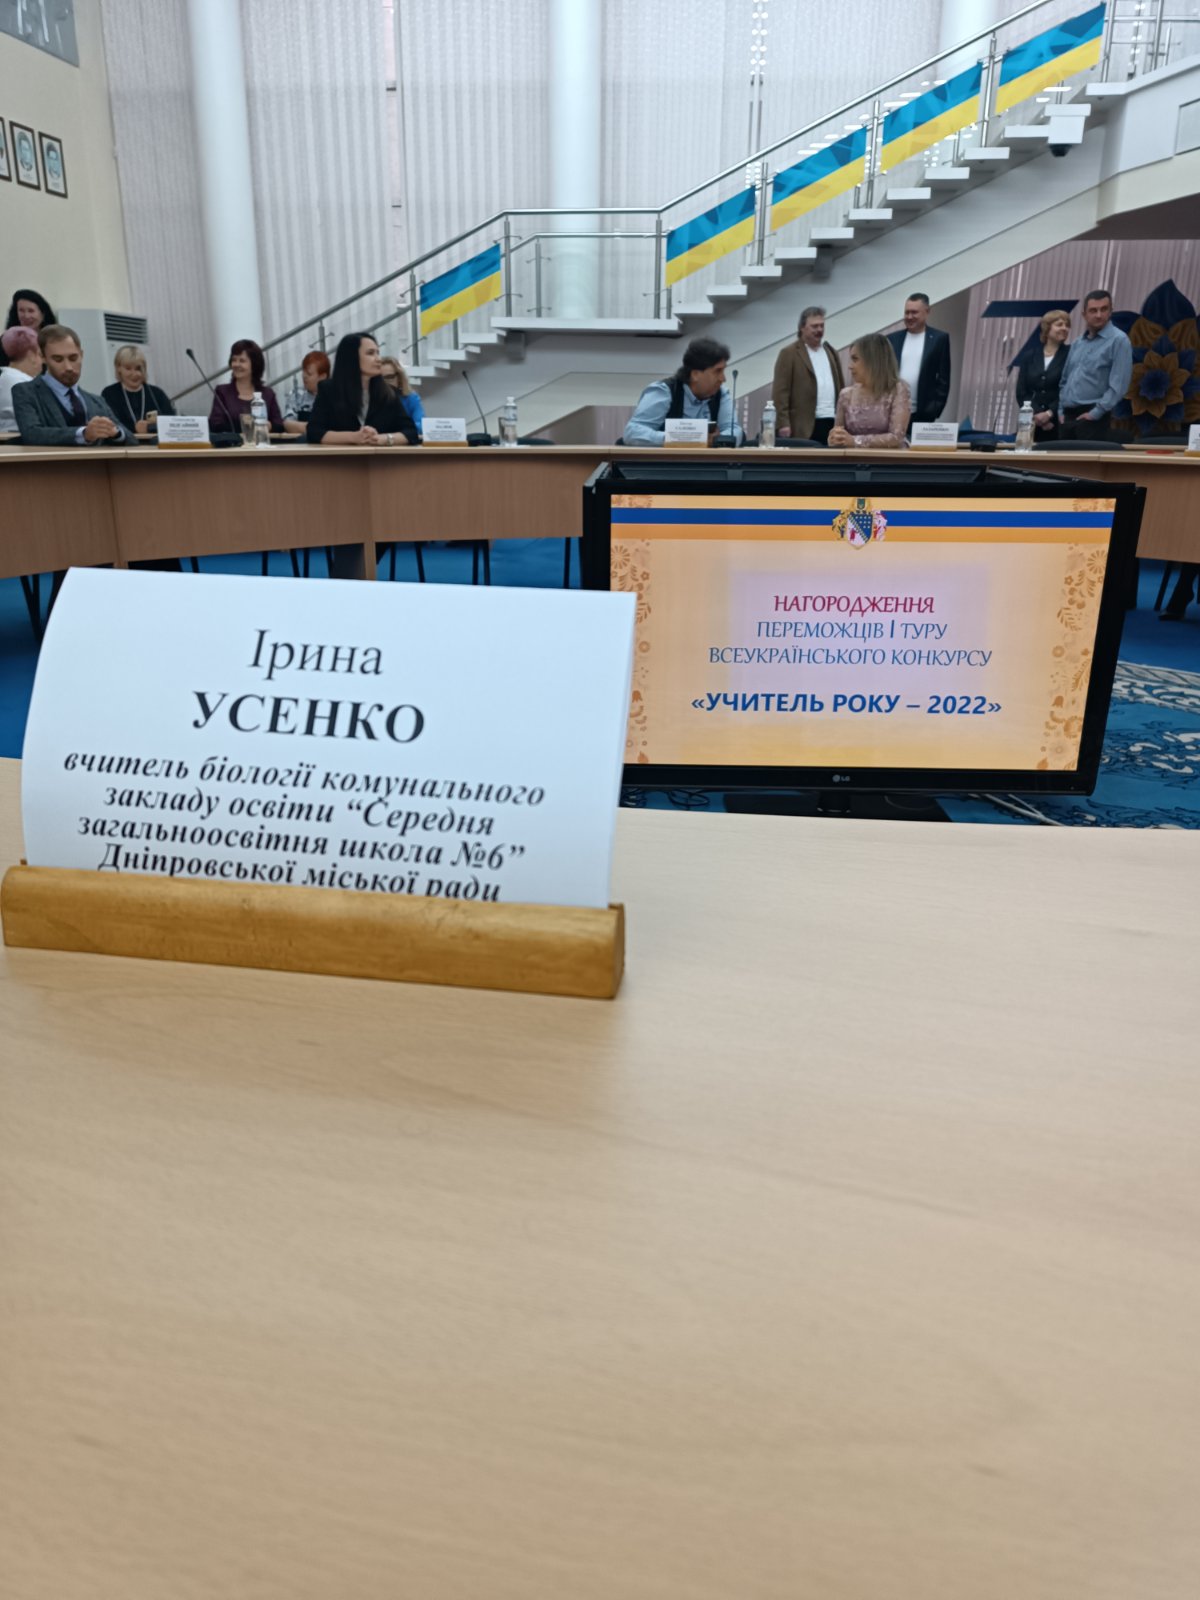 Ірина
УСЕНКО
вчитель біології комунального
закладу освіти “Середня
загальноосвітня школа №6”
Дніпровської міської ради
НАГОРОДЖЕННЯ
ПЕРЕМОЖЦІВ І ТУРУ
ВСЕУКРАЇНСЬКОГО КОНКУРСУ
«УЧИТЕЛЬ РОКУ – 2022»
LG